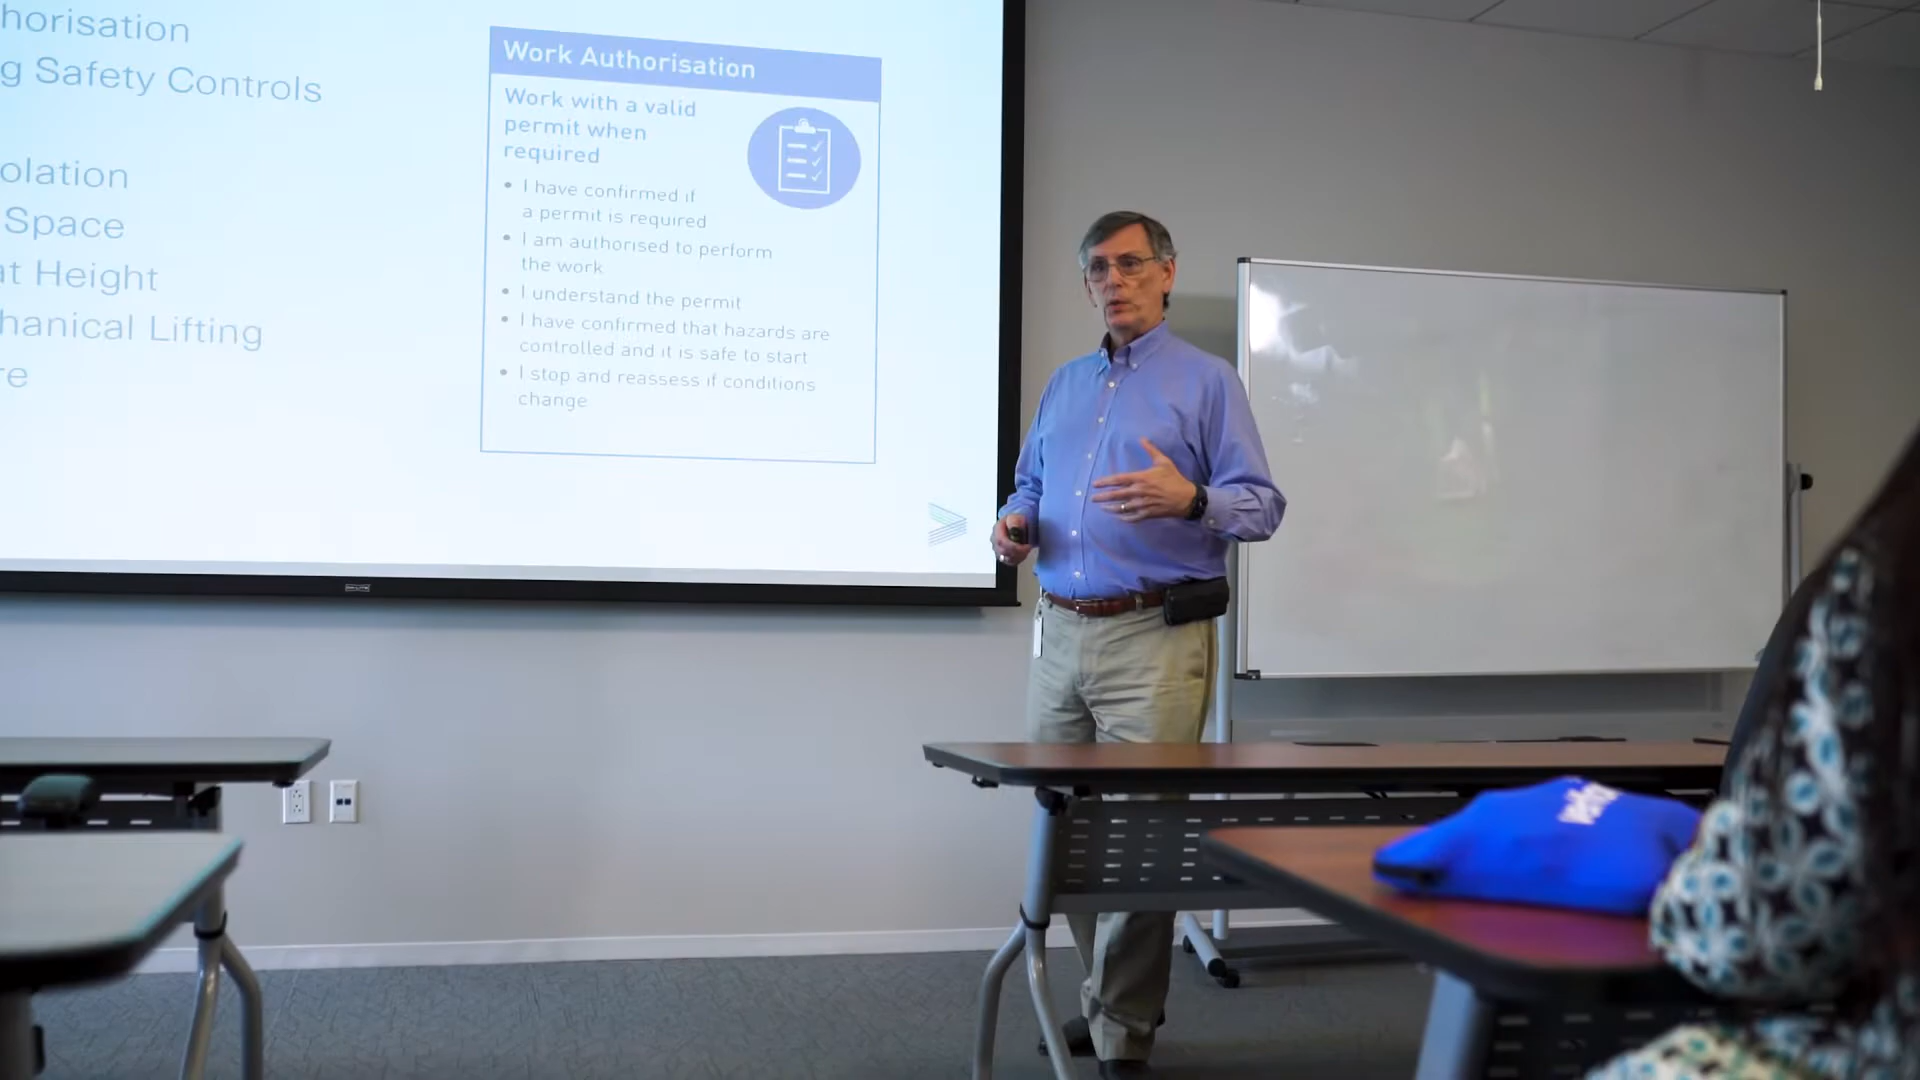 horisation
g Safety Controls
olation
Space
at Height
hanical Lifting
re
Work Authorisation
Work with a valid
permit when
required
• I have confirmed if
a permit is required
• I am authorised to perform
the work
• I understand the permit
• I have confirmed that hazards are
controlled and it is safe to start
• I stop and reassess if conditions
change